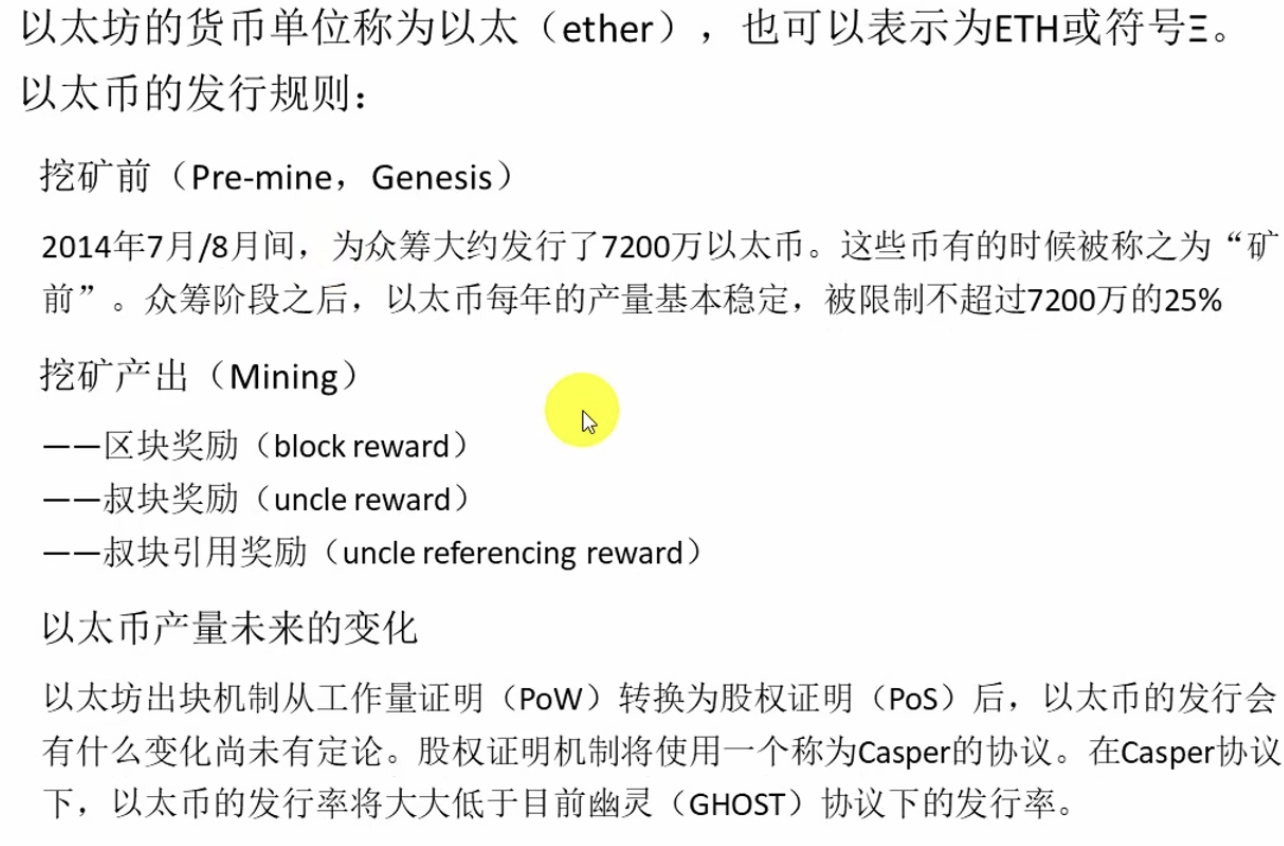 以太坊的货币单位称为以太（ether），也可以表示为ETH或符号Ξ。
以太币的发行规则：
挖矿前（Pre-mine，Genesis）
2014年7月/8月间，为众筹大约发行了7200万以太币。这些币有的时候被称之为“矿
前”。众筹阶段之后，以太币每年的产量基本稳定，被限制不超过7200万的25%
挖矿产出（Mining）
——区块奖励（block reward）
——叔块奖励（uncle reward）
——叔块引用奖励（uncle referencing reward）
以太币产量未来的变化
以太坊出块机制从工作量证明（PoW）转换为股权证明（PoS）后，以太币的发行会
有什么变化尚未有定论。股权证明机制将使用一个称为Casper的协议。在Casper协议
下，以太币的发行率将大大低于目前幽灵（GHOST）协议下的发行率。